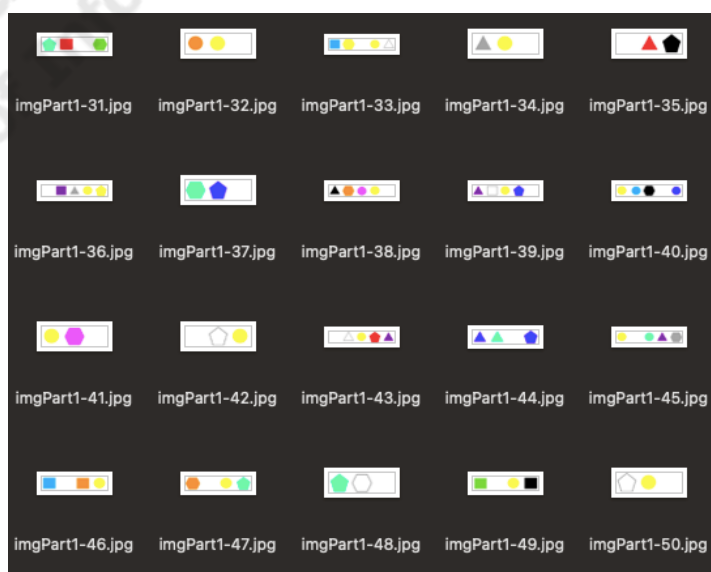 imgPart1-31.jpg imgPart1-32.jpg imgPart1-33.jpg imgPart1-34.jpg imgPart1-35.jpg
imgPart1-36.jpg imgPart1-37.jpg imgPart1-38.jpg imgPart1-39.jpg imgPart1-40.jpg
imgPart1-41.jpg imgPart1-42.jpg imgPart1-43.jpg imgPart1-44.jpg imgPart1-45.jpg
imgPart1-46.jpg imgPart1-47.jpg imgPart1-48.jpg imgPart1-49.jpg imgPart1-50.jpg